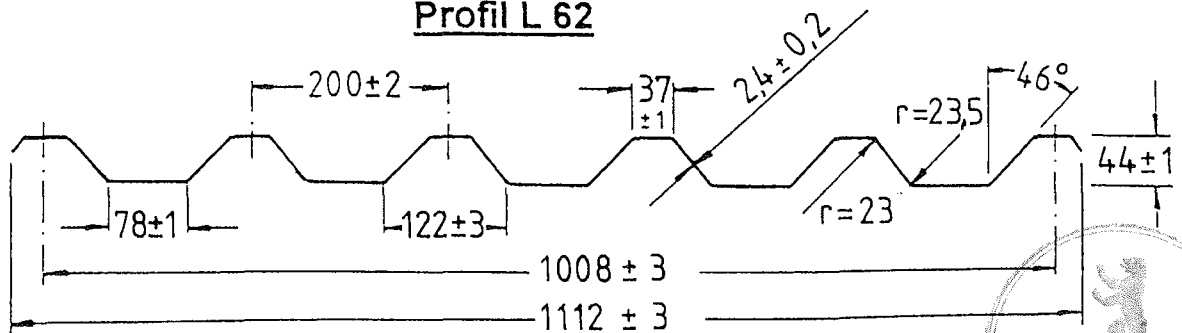 Profil L 62
200±2
37
±1
2,4±0,2
46°
r=23,5
44±1
78±1
122±3
r=23
1008 ± 3
1112 ± 3